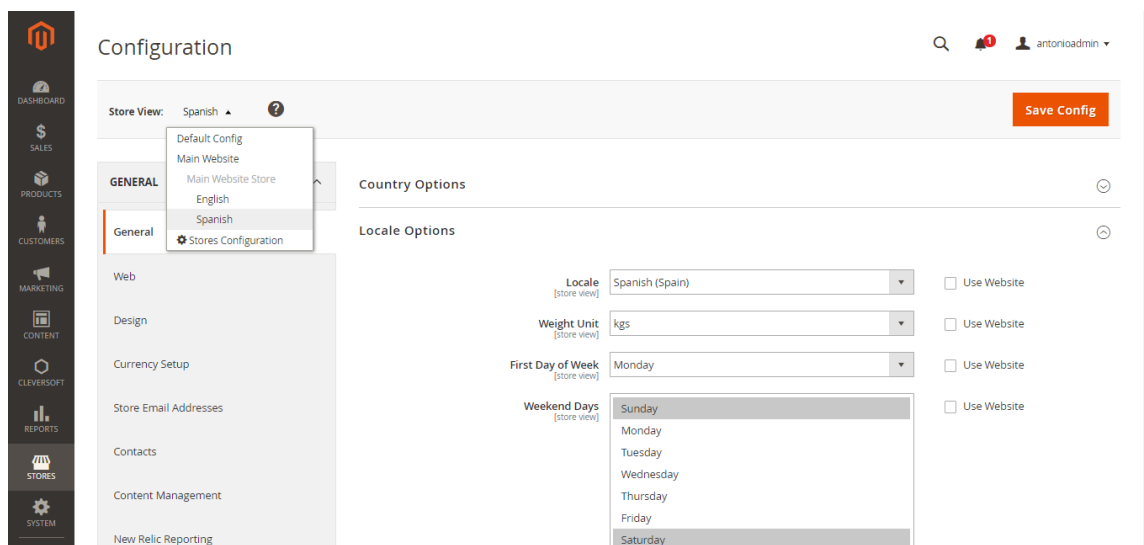 Configuration
1
antonioadmin
DASHBOARD
Store View: Spanish
Save Config
SALES
Default Config
Main Website
Main Website Store
English
Spanish
Stores Configuration
PRODUCTS
GENERAL
Country Options
CUSTOMERS
General
Locale Options
MARKETING
Web
Locale
[store view]
Spanish (Spain)
Use Website
CONTENT
Design
Weight Unit
[store view]
kgs
Use Website
CLEVERSOFT
Currency Setup
First Day of Week
[store view]
Monday
Use Website
REPORTS
Store Email Addresses
Weekend Days
[store view]
Sunday
Use Website
Monday
Tuesday
Wednesday
Thursday
Friday
Saturday
STORES
Contacts
Content Management
SYSTEM
New Relic Reporting